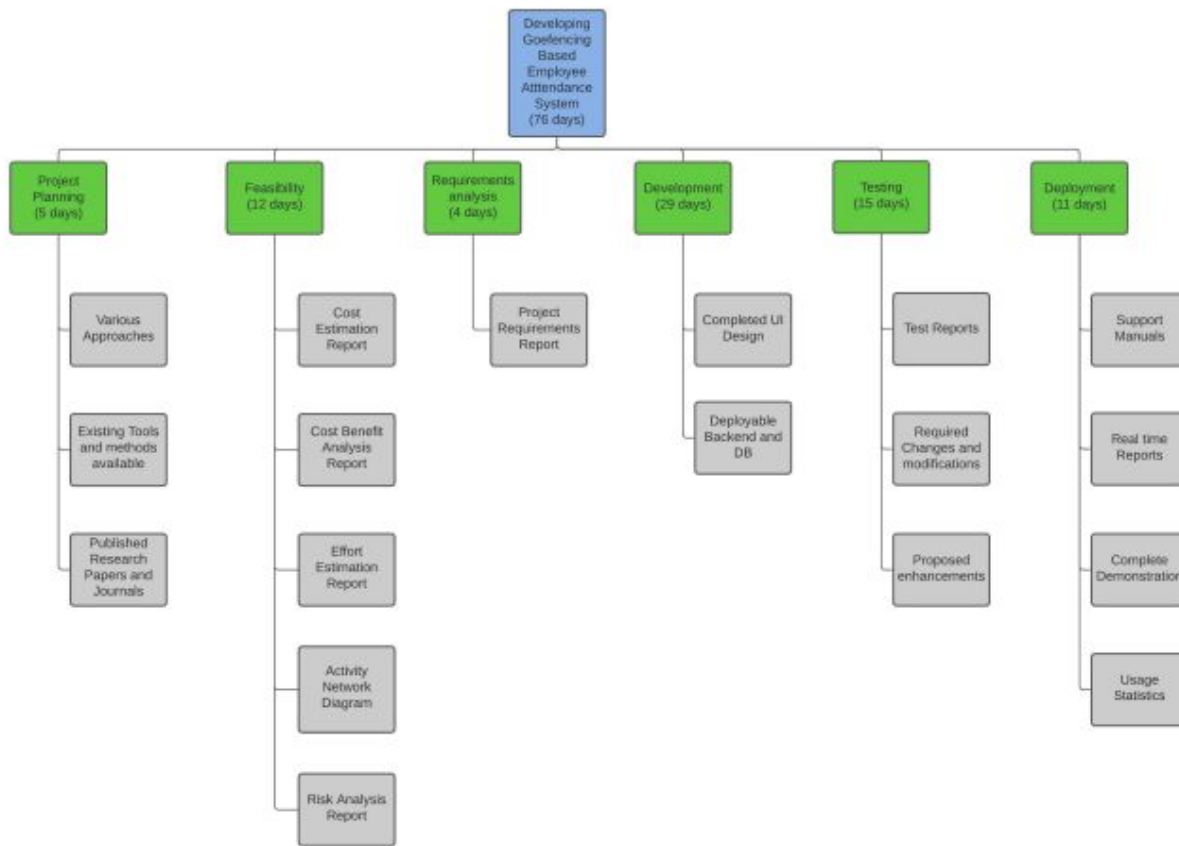 Developing
Goefencing
Based
Employee
Atttendance
System
(76 days)
Project
Planning
(5 days)
Feasibility
(12 days)
Requirements
analysis
(4 days)
Development
(29 days)
Testing
(15 days)
Deployment
(11 days)
Various
Approaches
Existing Tools
and methods
available
Published
Research
Papers and
Journals
Cost
Estimation
Report
Cost Benefit
Analysis
Report
Effort
Estimation
Report
Activity
Network
Diagram
Risk Analysis
Report
Project
Requirements
Report
Completed UI
Design
Deployable
Backend and
DB
Test Reports
Required
Changes and
modifications
Proposed
enhancements
Support
Manuals
Real time
Reports
Complete
Demonstration
Usage
Statistics